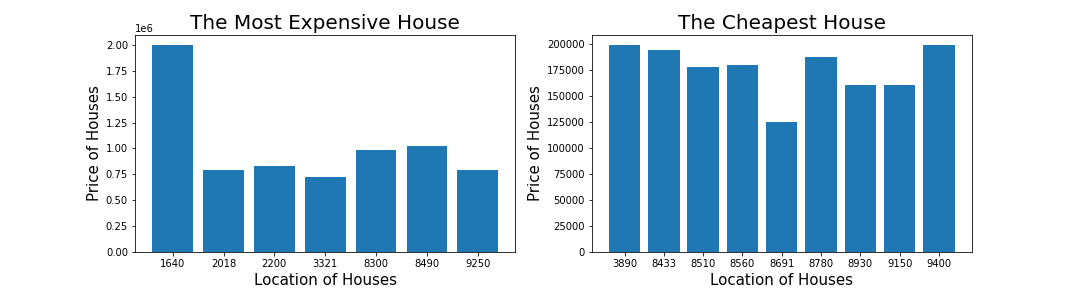 The Most Expensive House
1e6
2.00
1.75
1.50
1.25
1.00
0.75
0.50
0.25
0.00
Price of Houses
1640 2018 2200 3321 8300 8490 9250
Location of Houses
The Cheapest House
200000
175000
150000
125000
100000
75000
50000
25000
0
Price of Houses
3890 8433 8510 8560 8691 8780 8930 9150 9400
Location of Houses